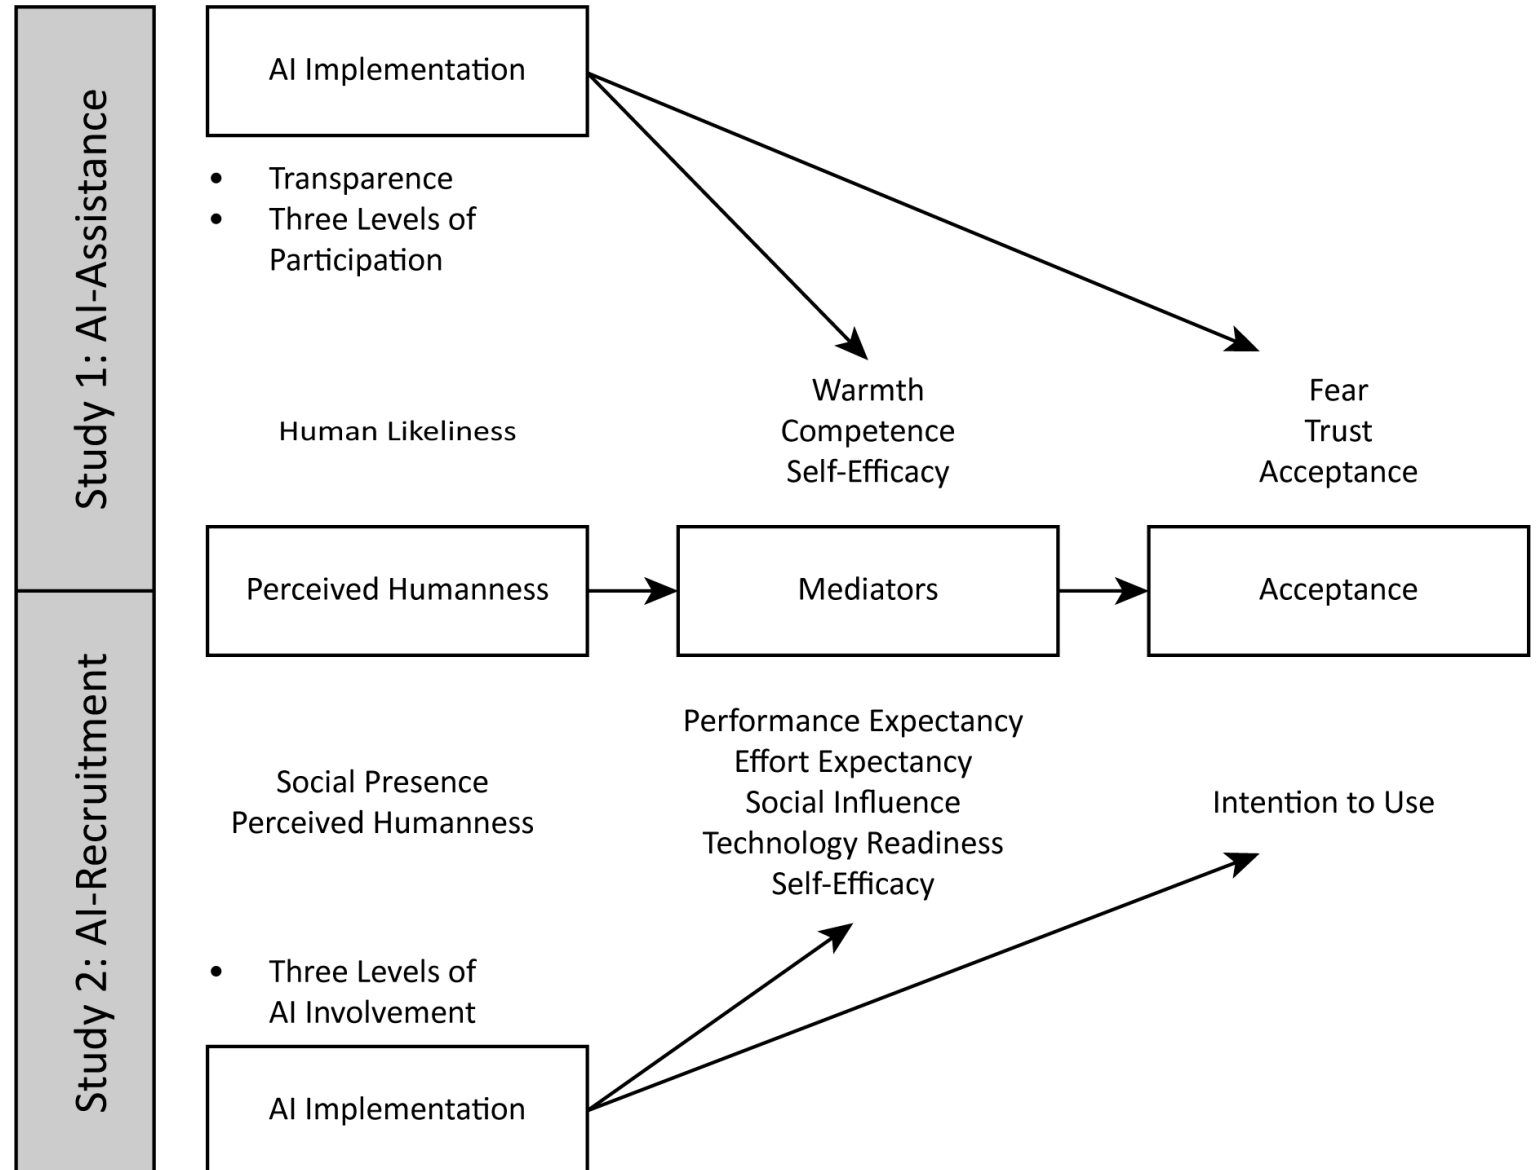 Study 1: AI-Assistance
AI Implementation
• Transparence
• Three Levels of
Participation
Human Likeliness
Warmth
Competence
Self-Efficacy
Fear
Trust
Acceptance
Perceived Humanness
Mediators
Acceptance
Study 2: AI-Recruitment
Social Presence
Perceived Humanness
Performance Expectancy
Effort Expectancy
Social Influence
Technology Readiness
Self-Efficacy
Intention to Use
• Three Levels of
AI Involvement
AI Implementation